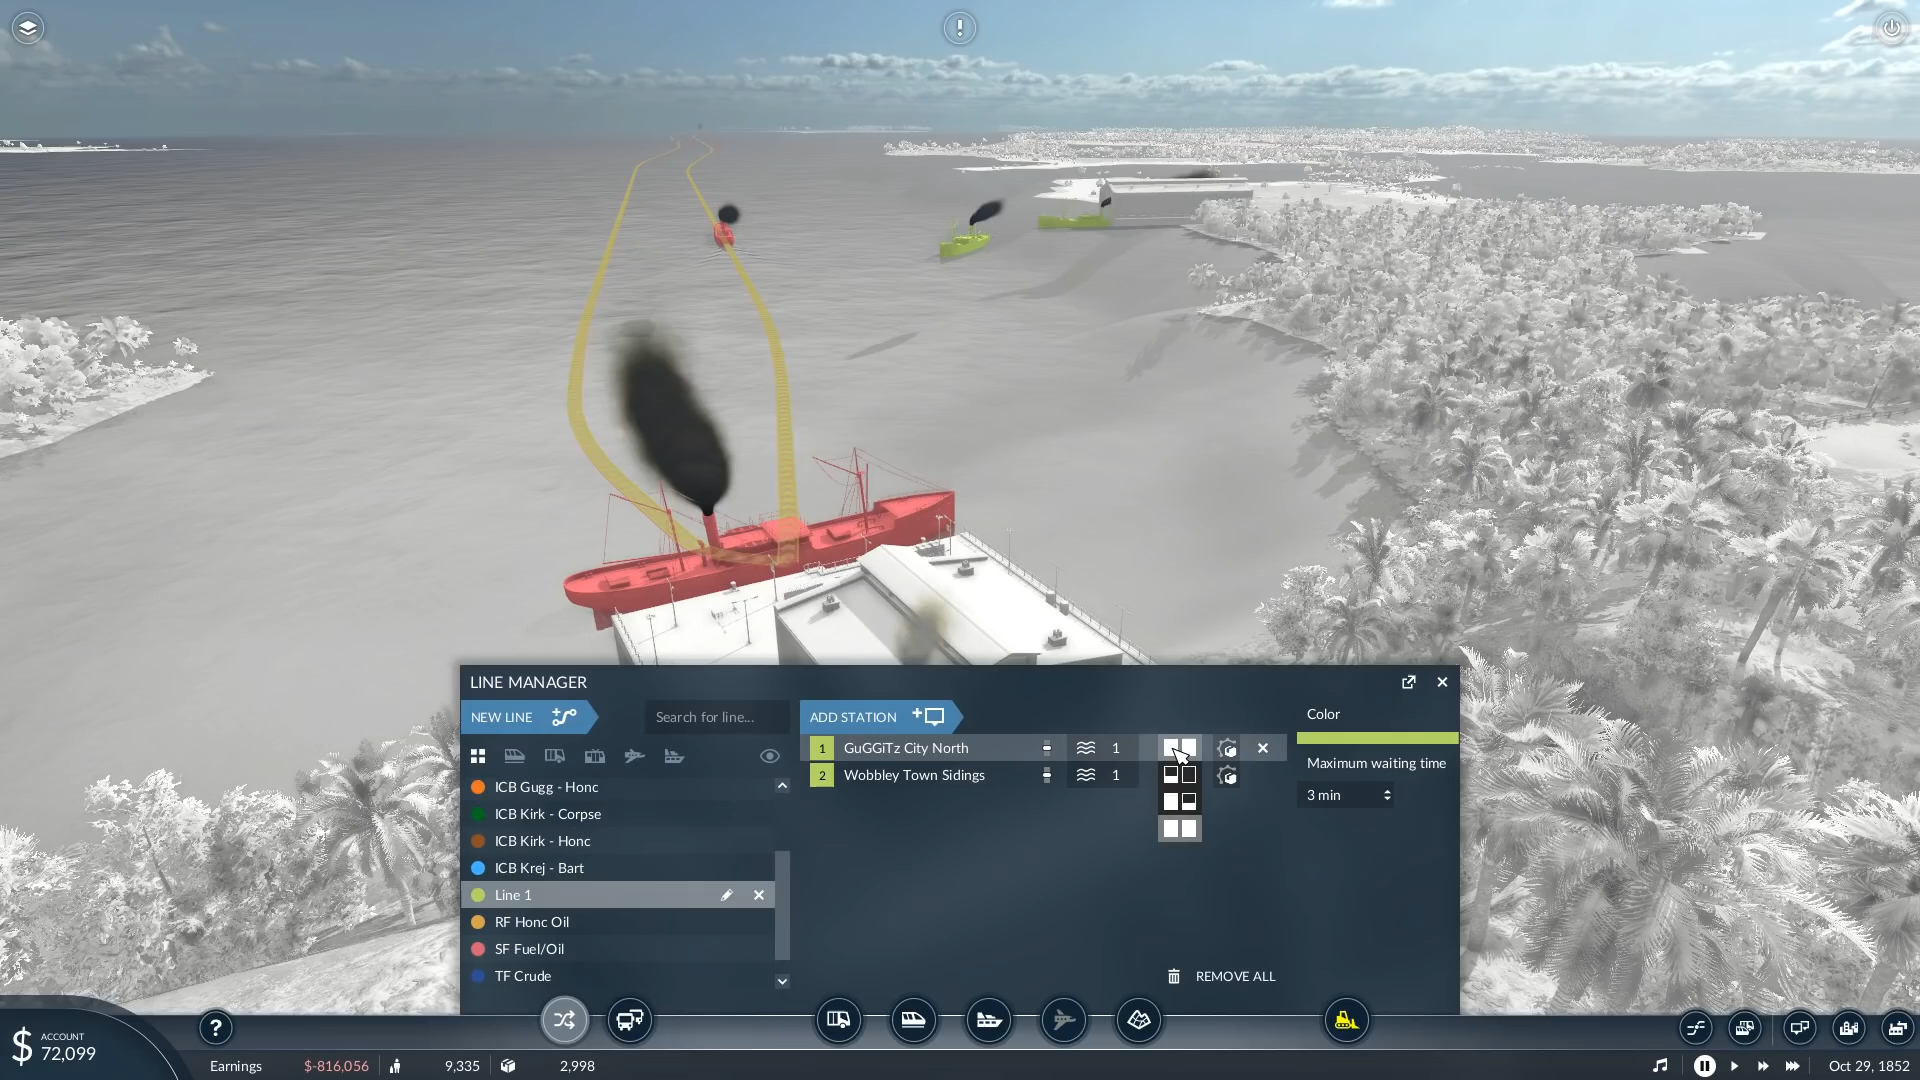 LINE MANAGER
NEW LINE
Search for line...
ADD STATION
Color
1 GuGGiTz City North 1
2 Wobbley Town Sidings 1
Maximum waiting time
3 min
ICB Gugg - Honc
ICB Kirk - Corpse
ICB Kirk - Honc
ICB Krej - Bart
Line 1
RF Honc Oil
SF Fuel/Oil
TF Crude
REMOVE ALL
$ ACCOUNT
72,099
?
Earnings $-816,056 9,335 2,998
Oct 29, 1852